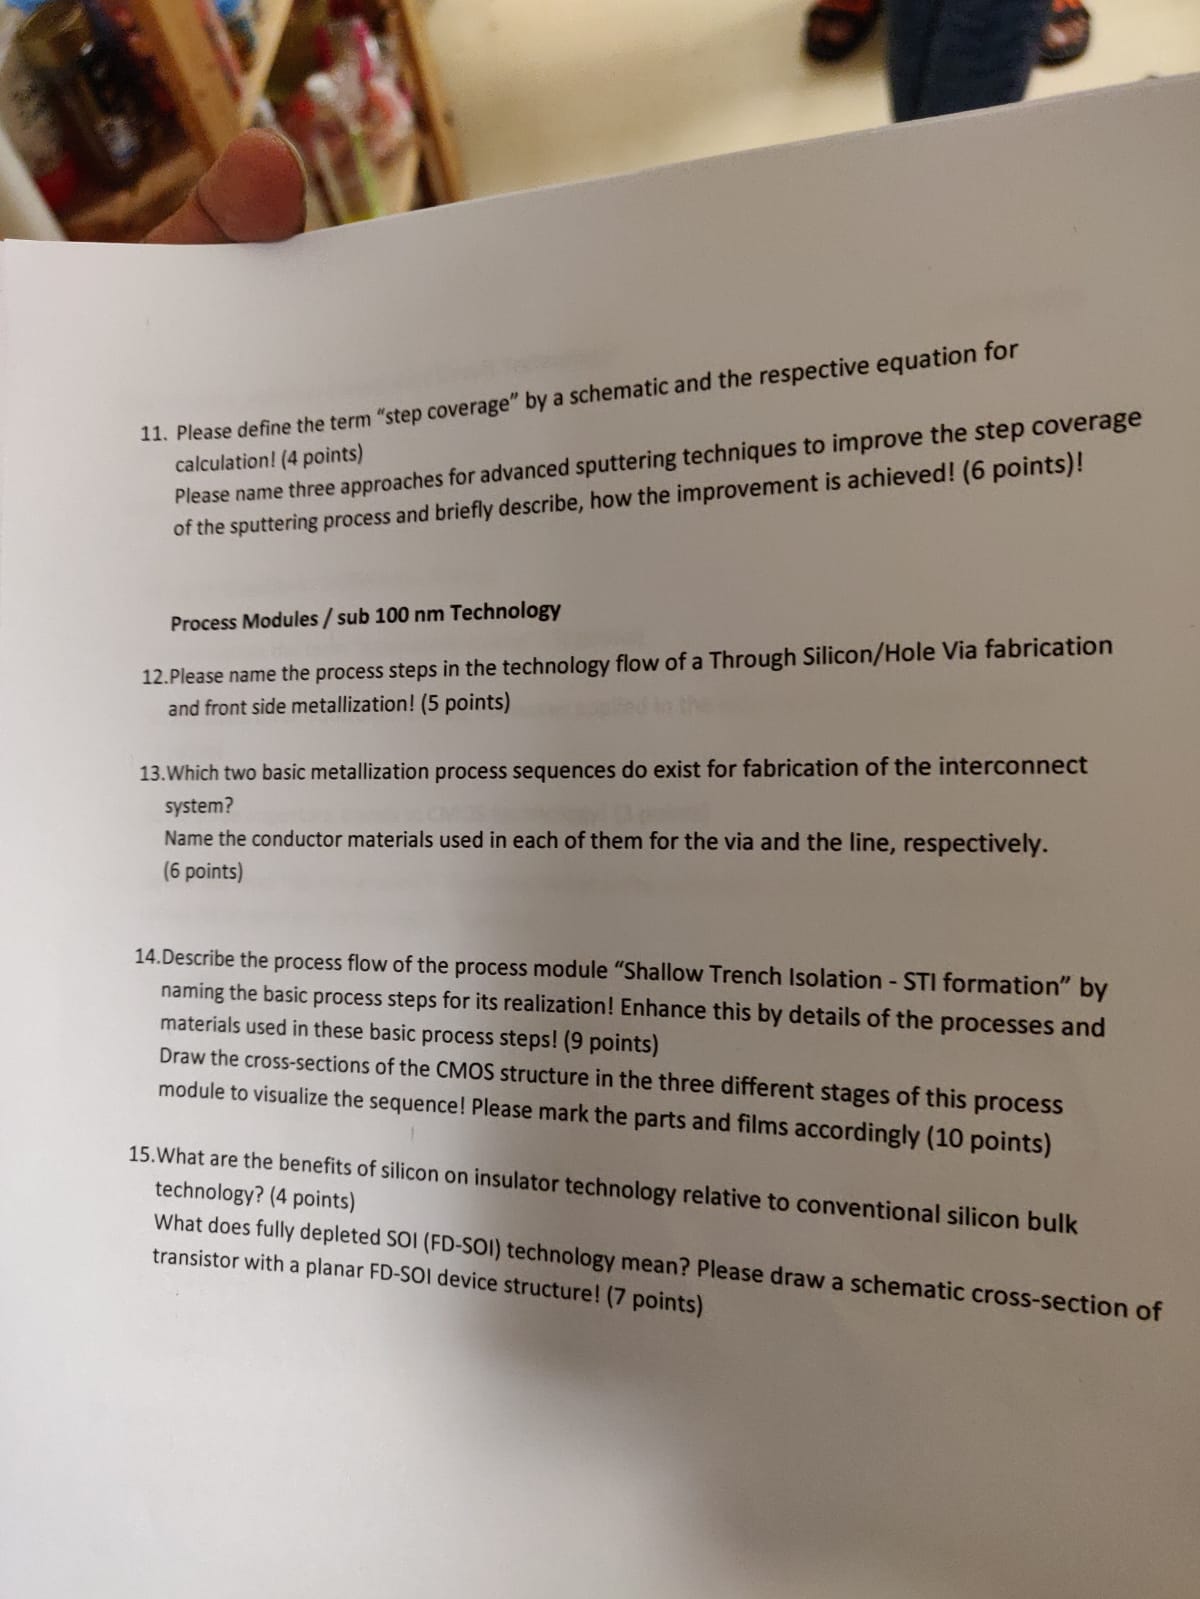 11. Please define the term "step coverage" by a schematic and the respective equation for
calculation! (4 points)
Please name three approaches for advanced sputtering techniques to improve the step coverage
of the sputtering process and briefly describe, how the improvement is achieved! (6 points)!
Process Modules / sub 100 nm Technology
12.Please name the process steps in the technology flow of a Through Silicon/Hole Via fabrication
and front side metallization! (5 points)
13.Which two basic metallization process sequences do exist for fabrication of the interconnect
system?
Name the conductor materials used in each of them for the via and the line, respectively.
(6 points)
14.Describe the process flow of the process module "Shallow Trench Isolation - STI formation" by
naming the basic process steps for its realization! Enhance this by details of the processes and
materials used in these basic process steps! (9 points)
Draw the cross-sections of the CMOS structure in the three different stages of this process
module to visualize the sequence! Please mark the parts and films accordingly (10 points)
15.What are the benefits of silicon on insulator technology relative to conventional silicon bulk
technology? (4 points)
What does fully depleted SOI (FD-SOI) technology mean? Please draw a schematic cross-section of
transistor with a planar FD-SOI device structure! (7 points)